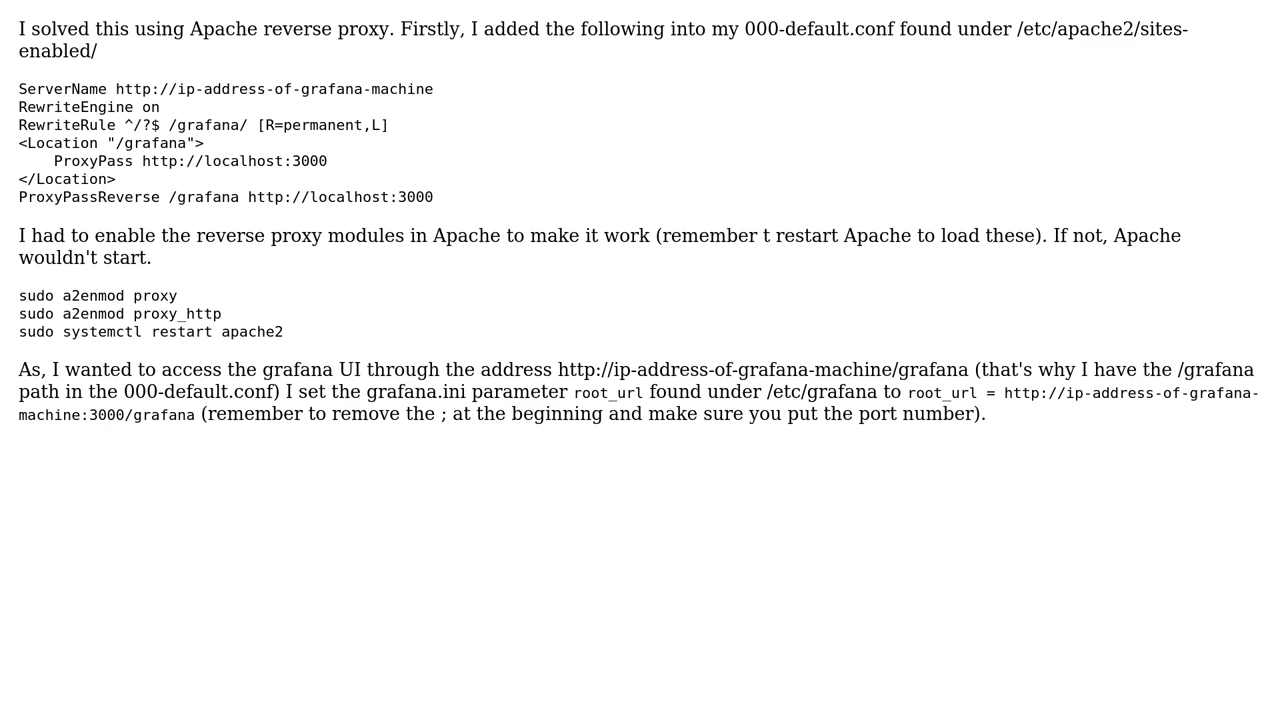 I solved this using Apache reverse proxy. Firstly, I added the following into my 000-default.conf found under /etc/apache2/sites-
enabled/
ServerName http://ip-address-of-grafana-machine
RewriteEngine on
RewriteRule ^/?$ /grafana/ [R=permanent,L]
<Location "/grafana">
    ProxyPass http://localhost:3000
</Location>
ProxyPassReverse /grafana http://localhost:3000
I had to enable the reverse proxy modules in Apache to make it work (remember t restart Apache to load these). If not, Apache
wouldn't start.
sudo a2enmod proxy
sudo a2enmod proxy_http
sudo systemctl restart apache2
As, I wanted to access the grafana UI through the address http://ip-address-of-grafana-machine/grafana (that's why I have the /grafana
path in the 000-default.conf) I set the grafana.ini parameter root_url found under /etc/grafana to root_url = http://ip-address-of-grafana-
machine:3000/grafana (remember to remove the ; at the beginning and make sure you put the port number).